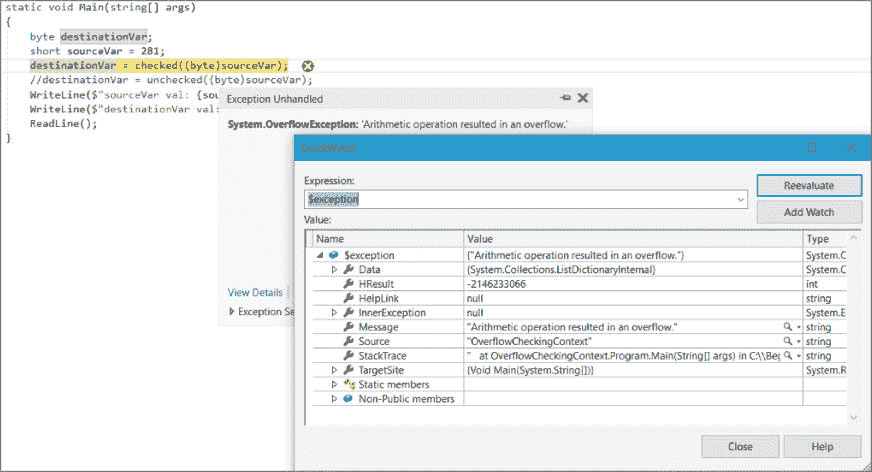 static void Main(string[] args)
{
byte destinationVar;
short sourceVar = 281;
destinationVar = checked((byte)sourceVar);
//destinationVar = unchecked((byte)sourceVar);
WriteLine($"sourceVar val: {sou
WriteLine($"destinationVar val:
ReadLine();
}
Exception Unhandled
System.OverflowException: 'Arithmetic operation resulted in an overflow.'
View Details
Exception Se
QuickWatch
Expression:
$exception
Reevaluate
Add Watch
Value:
Name Value Type
$exception {"Arithmetic operation resulted in an overflow."} System.O
Data {System.Collections.ListDictionaryInternal} System.C
HResult -2146233066 int
HelpLink null string
InnerException null System.E
Message "Arithmetic operation resulted in an overflow." string
Source "OverflowCheckingContext" string
StackTrace "   at OverflowCheckingContext.Program.Main(String[] args) in C:\\Beg string
TargetSite {Void Main(System.String[])} System.R
Static members
Non-Public members
Close Help